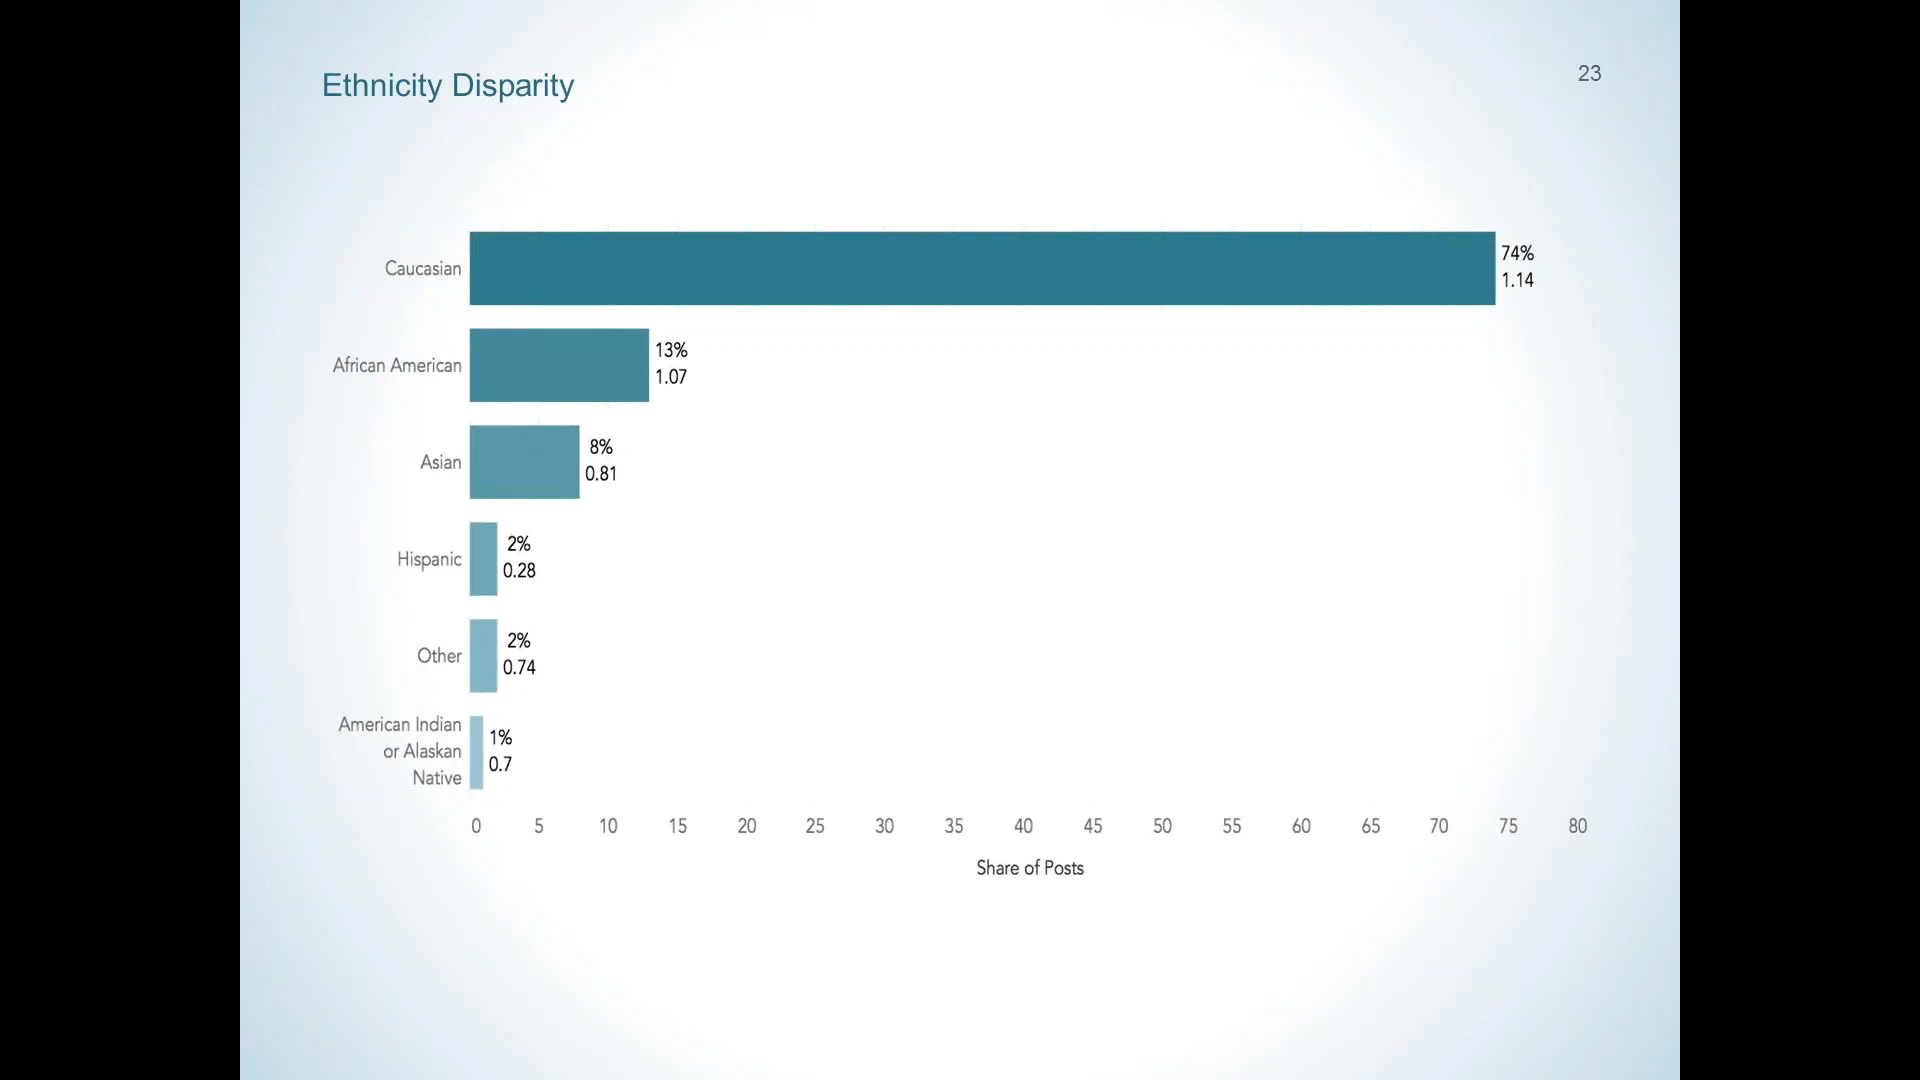 Ethnicity Disparity
23
Caucasian
74%
1.14
African American
13%
1.07
Asian
8%
0.81
Hispanic
2%
0.28
Other
2%
0.74
American Indian
or Alaskan
Native
1%
0.7
0 5 10 15 20 25 30 35 40 45 50 55 60 65 70 75 80
Share of Posts